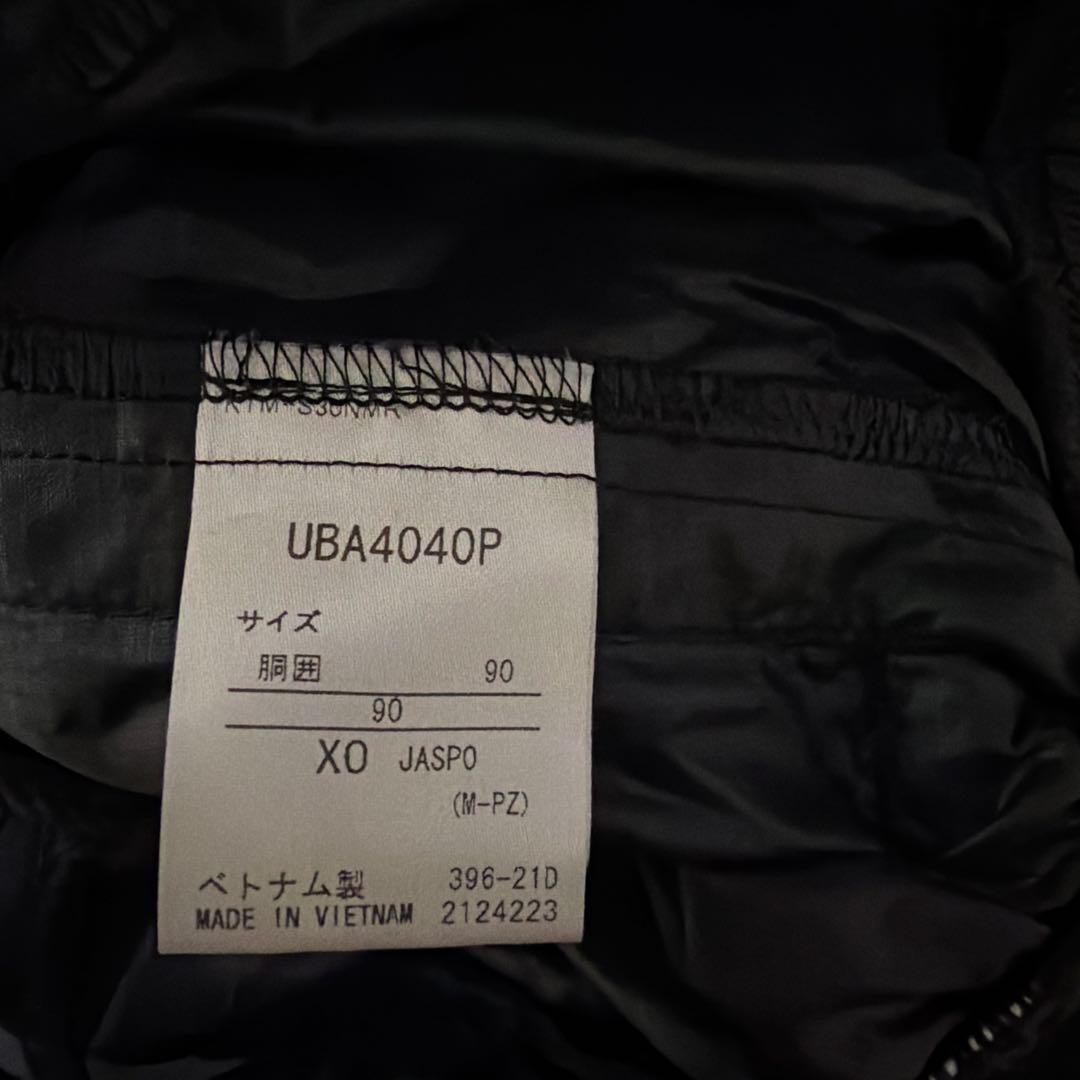 UBA4040P
サイズ
胴囲 90
90
XO JASPO
(M-PZ)
ベトナム製 396-21D
MADE IN VIETNAM 2124223